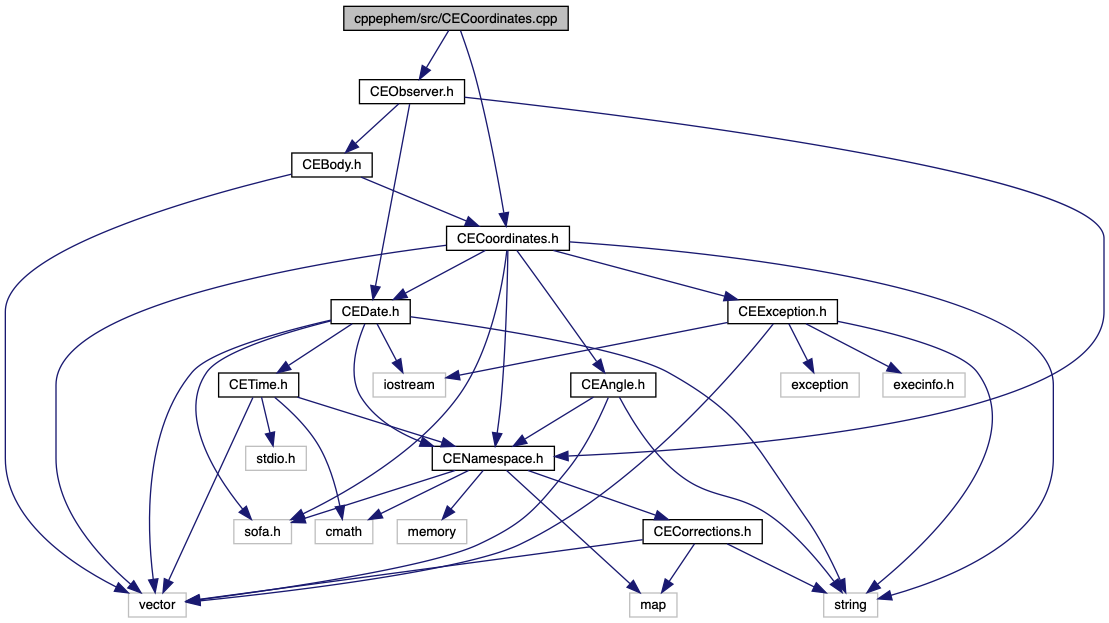 cppephem/src/CECoordinates.cpp
CEObserver.h
CEBody.h
CECoordinates.h
CEDate.h
CEException.h
CETime.h
iostream
CEAngle.h
exception
execinfo.h
stdio.h
CENamespace.h
sofa.h
cmath
memory
CECorrections.h
vector
map
string